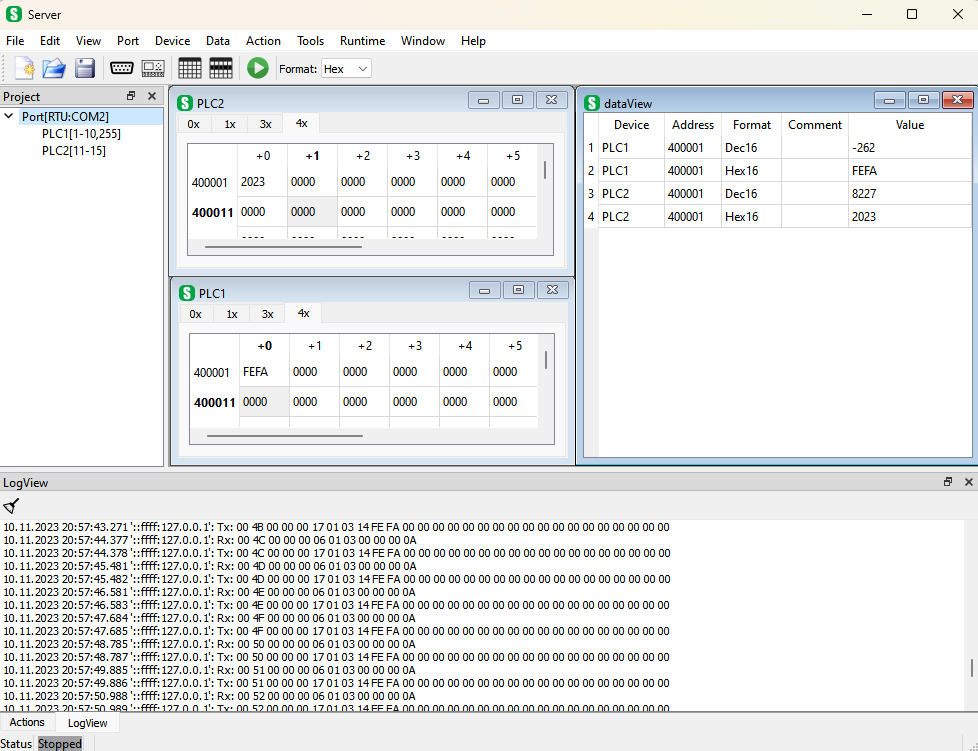 Server
File Edit View Port Device Data Action Tools Runtime Window Help
Format: Hex
Project
Port[RTU:COM2]
PLC1[1-10,255]
PLC2[11-15]
PLC2
0x 1x 3x 4x
+0 +1 +2 +3 +4 +5
400001 2023 0000 0000 0000 0000 0000
400011 0000 0000 0000 0000 0000 0000
PLC1
0x 1x 3x 4x
+0 +1 +2 +3 +4 +5
400001 FEFA 0000 0000 0000 0000 0000
400011 0000 0000 0000 0000 0000 0000
dataView
Device Address Format Comment Value
1 PLC1 400001 Dec16 -262
2 PLC1 400001 Hex16 FEFA
3 PLC2 400001 Dec16 8227
4 PLC2 400001 Hex16 2023
LogView
10.11.2023 20:57:43.271 '::ffff:127.0.0.1': Tx: 00 4B 00 00 00 17 01 03 14 FE FA 00 00 00 00 00 00 00 00 00 00 00 00 00 00 00 00 00 00
10.11.2023 20:57:44.377 '::ffff:127.0.0.1': Rx: 00 4C 00 00 00 06 01 03 00 00 00 0A
10.11.2023 20:57:44.378 '::ffff:127.0.0.1': Tx: 00 4C 00 00 00 17 01 03 14 FE FA 00 00 00 00 00 00 00 00 00 00 00 00 00 00 00 00 00 00
10.11.2023 20:57:45.481 '::ffff:127.0.0.1': Rx: 00 4D 00 00 00 06 01 03 00 00 00 0A
10.11.2023 20:57:45.482 '::ffff:127.0.0.1': Tx: 00 4D 00 00 00 17 01 03 14 FE FA 00 00 00 00 00 00 00 00 00 00 00 00 00 00 00 00 00 00
10.11.2023 20:57:46.581 '::ffff:127.0.0.1': Rx: 00 4E 00 00 00 06 01 03 00 00 00 0A
10.11.2023 20:57:46.583 '::ffff:127.0.0.1': Tx: 00 4E 00 00 00 17 01 03 14 FE FA 00 00 00 00 00 00 00 00 00 00 00 00 00 00 00 00 00 00
10.11.2023 20:57:47.684 '::ffff:127.0.0.1': Rx: 00 4F 00 00 00 06 01 03 00 00 00 0A
10.11.2023 20:57:47.685 '::ffff:127.0.0.1': Tx: 00 4F 00 00 00 17 01 03 14 FE FA 00 00 00 00 00 00 00 00 00 00 00 00 00 00 00 00 00 00
10.11.2023 20:57:48.785 '::ffff:127.0.0.1': Rx: 00 50 00 00 00 06 01 03 00 00 00 0A
10.11.2023 20:57:48.787 '::ffff:127.0.0.1': Tx: 00 50 00 00 00 17 01 03 14 FE FA 00 00 00 00 00 00 00 00 00 00 00 00 00 00 00 00 00 00
10.11.2023 20:57:49.885 '::ffff:127.0.0.1': Rx: 00 51 00 00 00 06 01 03 00 00 00 0A
10.11.2023 20:57:49.886 '::ffff:127.0.0.1': Tx: 00 51 00 00 00 17 01 03 14 FE FA 00 00 00 00 00 00 00 00 00 00 00 00 00 00 00 00 00 00
10.11.2023 20:57:50.988 '::ffff:127.0.0.1': Rx: 00 52 00 00 00 06 01 03 00 00 00 0A
10.11.2023 20:57:50.989 '::ffff:127.0.0.1': Tx: 00 52 00 00 00 17 01 03 14 FE FA 00 00 00 00 00 00 00 00 00 00 00 00 00 00 00 00 00 00
Actions LogView
Status Stopped